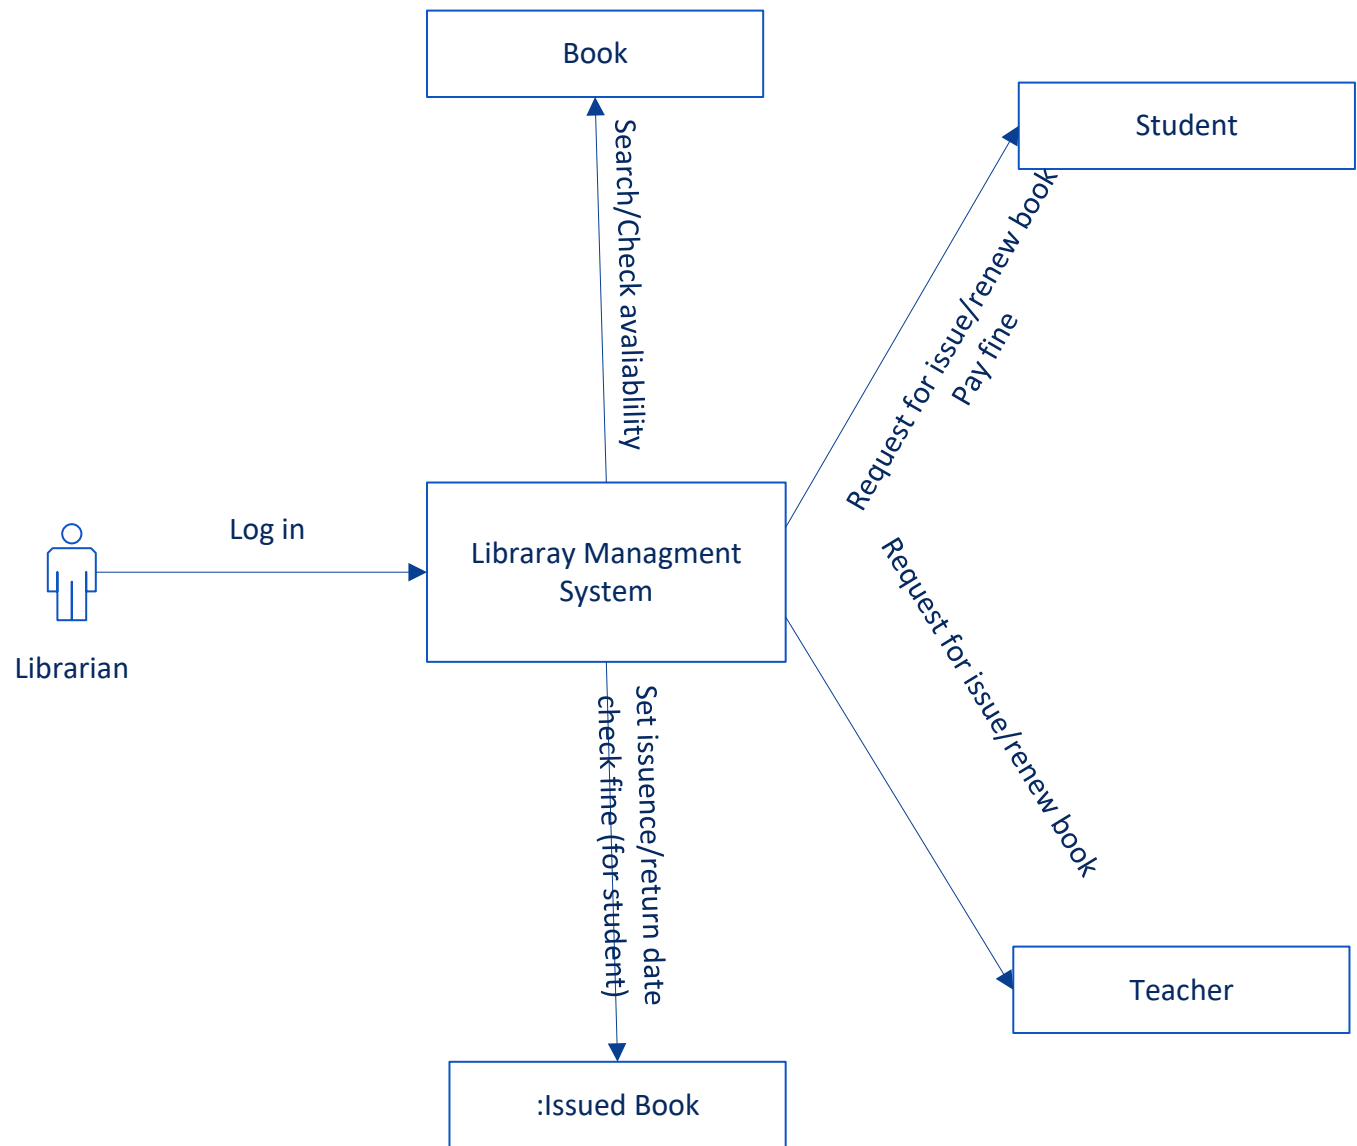 Book
Student
Search/Check avaliablility
Request for issue/renew book
Pay fine
Log in
Libraray Managment
System
Librarian
Request for issue/renew book
Set issuence/return date
check fine (for student)
Teacher
:Issued Book